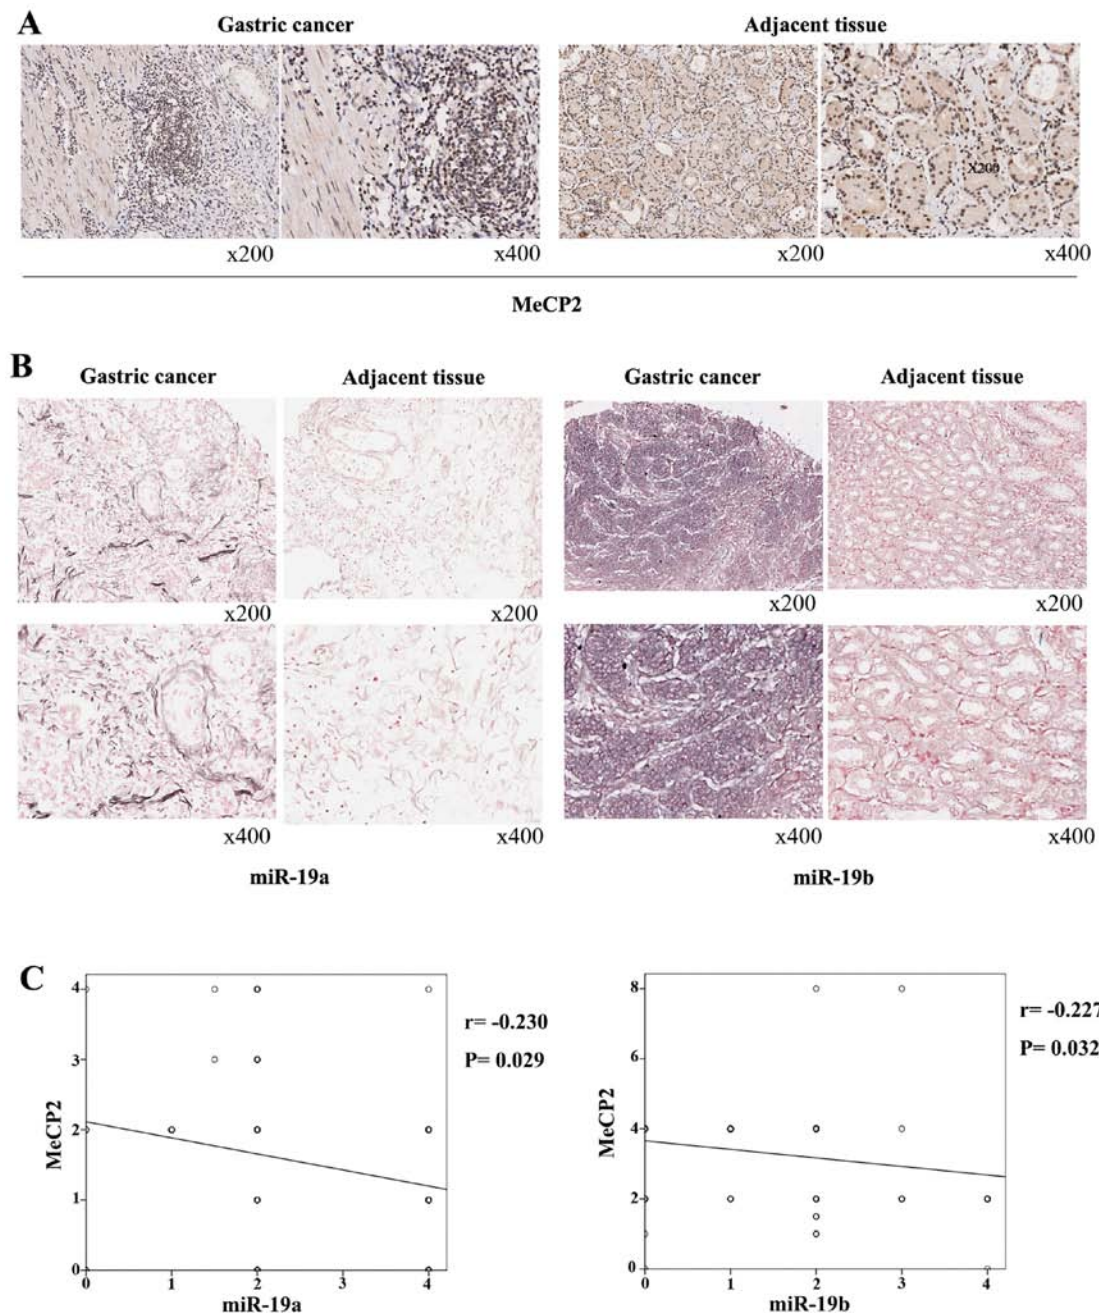 A
Gastric cancer
Adjacent tissue
X200
x200
x400
x200
x400
MeCP2
B
Gastric cancer
Adjacent tissue
Gastric cancer
Adjacent tissue
x200
x200
x200
x200
x400
x400
x400
x400
miR-19a
miR-19b
C
MeCP2
4
3
2
1
0
0
1
2
3
4
miR-19a
r= -0.230
P= 0.029
MeCP2
8
6
4
2
0
0
1
2
3
4
miR-19b
r= -0.227
P= 0.032